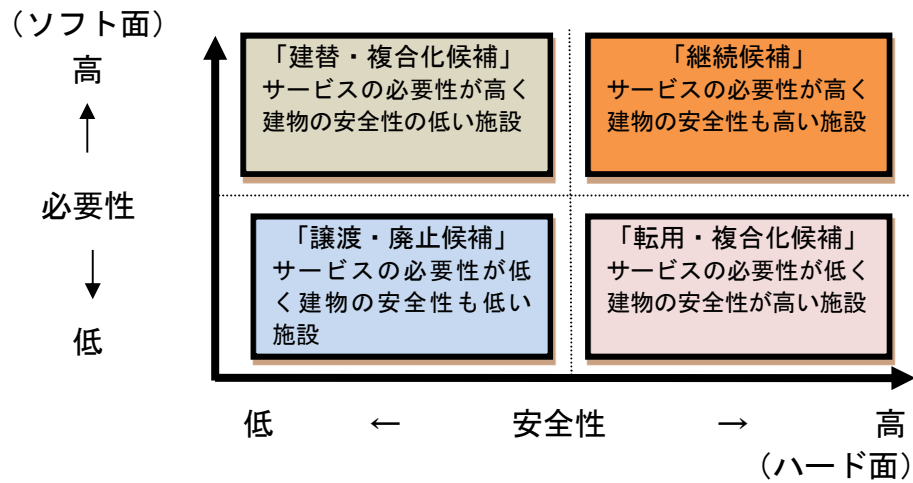 （ソフト面）
高
↑
必要性
↓
低
「建替・複合化候補」
サービスの必要性が高く
建物の安全性の低い施設
「継続候補」
サービスの必要性が高く
建物の安全性も高い施設
「譲渡・廃止候補」
サービスの必要性が低
く建物の安全性も低い
施設
「転用・複合化候補」
サービスの必要性が低く
建物の安全性が高い施設
低 ← 安全性 → 高
（ハード面）